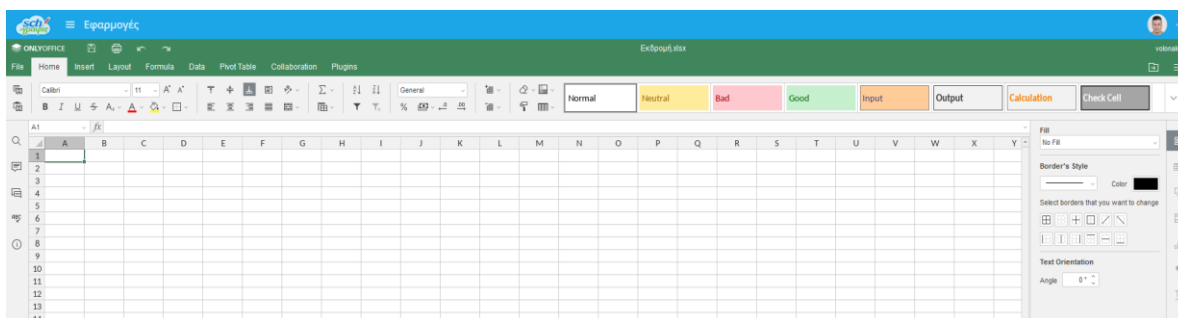 sch γραφίς Εφαρμογές
ONLYOFFICE Εκδρομή.xlsx
File Home Insert Layout Formula Data Pivot Table Collaboration Plugins
Calibri 11 A A General
B I U S A A % Normal Neutral Bad Good Input Output Calculation Check Cell
A1 fx
A B C D E F G H I J K L M N O P Q R S T U V W X Y
1
2
3
4
5
6
7
8
9
10
11
12
13
14
Fill
No Fill
Border's Style
Color
Select borders that you want to change
Text Orientation
Angle 0 °